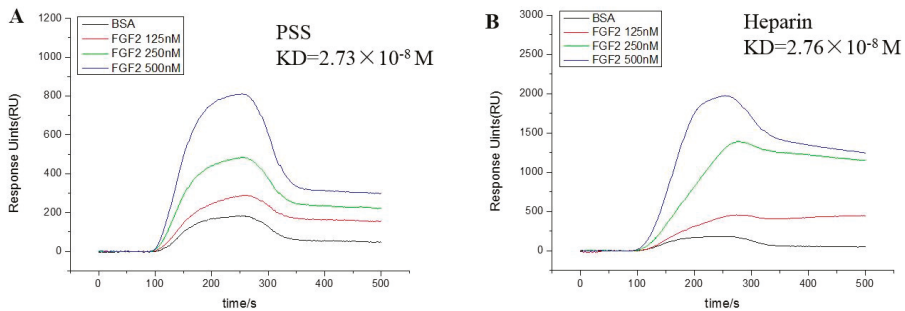 A
BSA
FGF2 125nM
FGF2 250nM
FGF2 500nM
PSS
KD=2.73×10⁻⁸ M
1200
1000
800
600
400
200
0
Response Uints(RU)
0 100 200 300 400 500
time/s
B
BSA
FGF2 125nM
FGF2 250nM
FGF2 500nM
Heparin
KD=2.76×10⁻⁸ M
3000
2500
2000
1500
1000
500
0
Response Uints(RU)
0 100 200 300 400 500
time/s